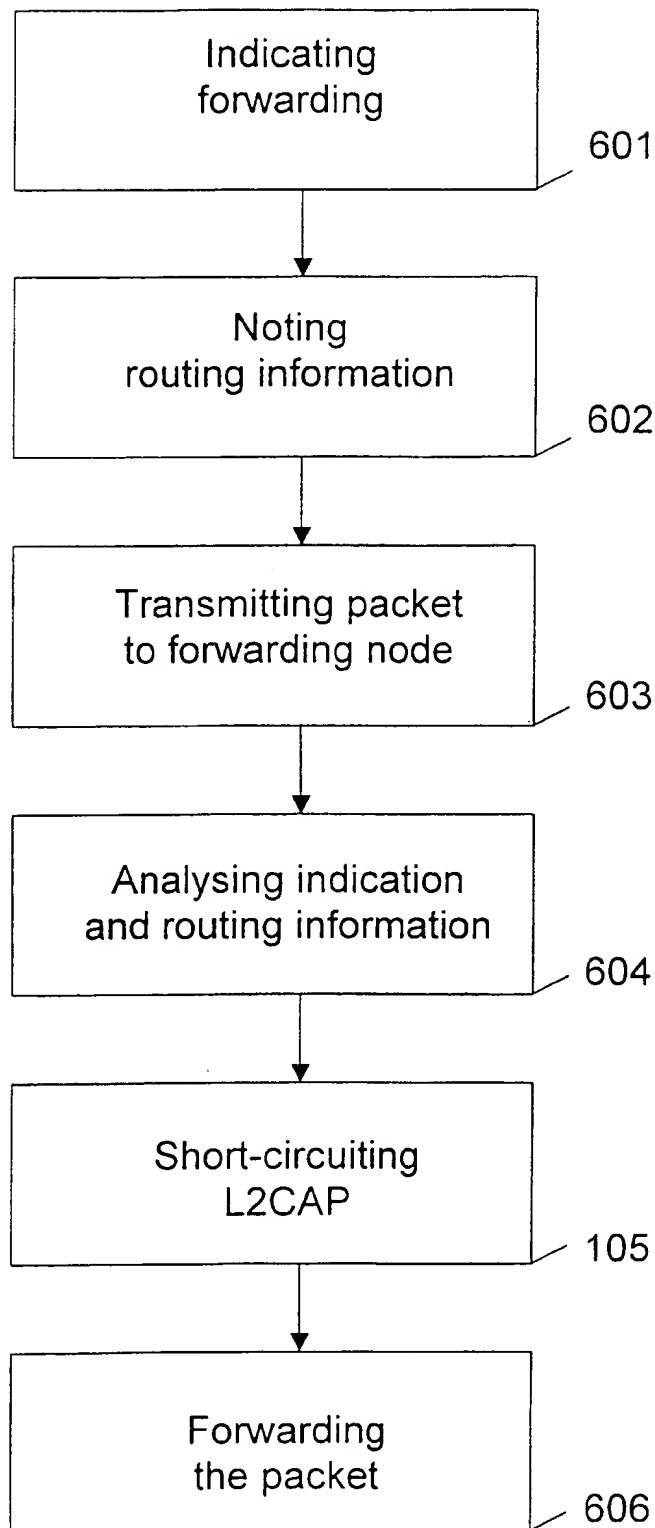 Indicating
forwarding
601
Noting
routing information
602
Transmitting packet
to forwarding node
603
Analysing indication
and routing information
604
Short-circuiting
L2CAP
105
Forwarding
the packet
606